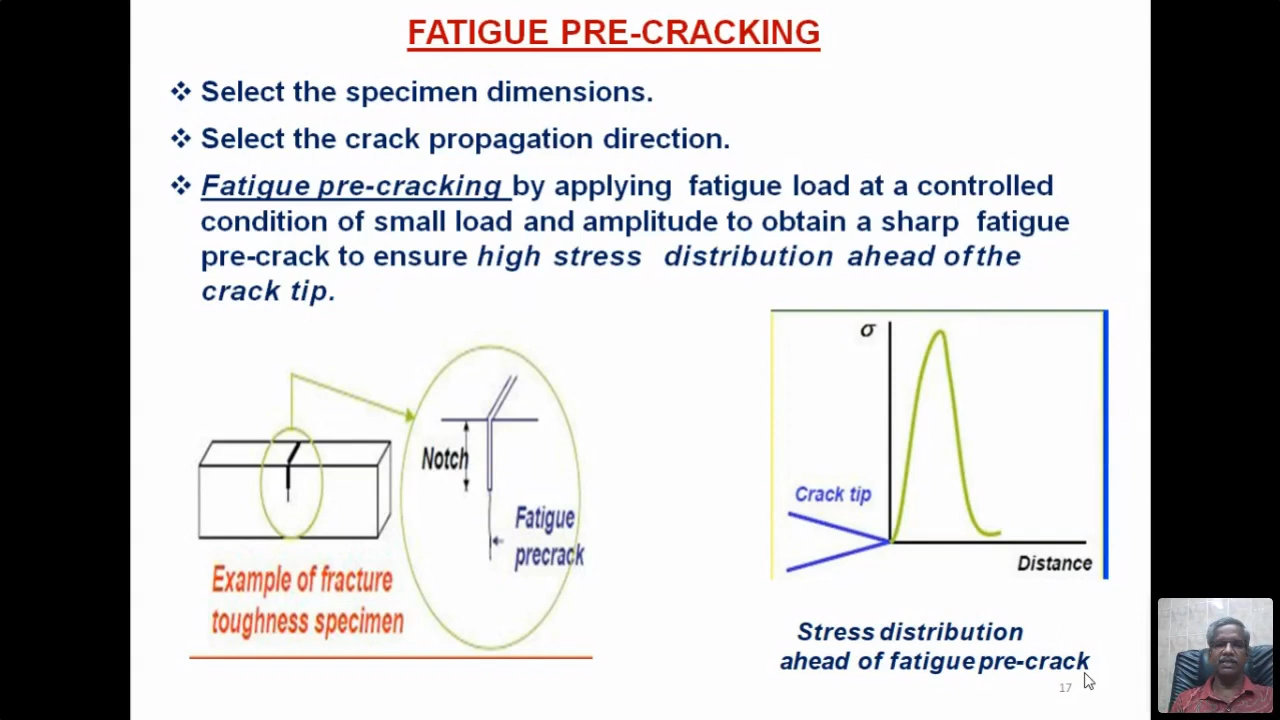 FATIGUE PRE-CRACKING
❖ Select the specimen dimensions.
❖ Select the crack propagation direction.
❖ Fatigue pre-cracking by applying fatigue load at a controlled
condition of small load and amplitude to obtain a sharp fatigue
pre-crack to ensure high stress distribution ahead of the
crack tip.
Notch
Fatigue
precrack
Example of fracture
toughness specimen
σ
Crack tip
Distance
Stress distribution
ahead of fatigue pre-crack
17